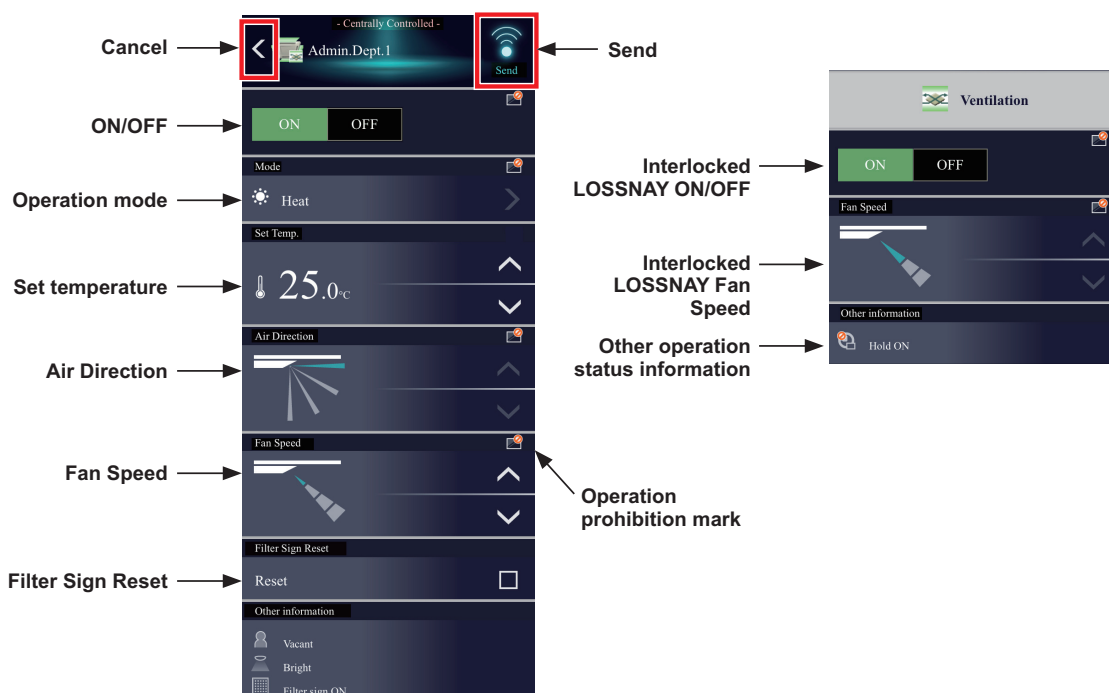 - Centrally Controlled -
Cancel
Admin.Dept.1
Send
Send
ON/OFF
ON OFF
Operation mode
Mode
Heat
Set temperature
Set Temp.
25.0°C
Air Direction
Air Direction
Fan Speed
Fan Speed
Operation
prohibition mark
Filter Sign Reset
Filter Sign Reset
Reset
Other information
Vacant
Bright
Filter sign ON
Ventilation
Interlocked
LOSSNAY ON/OFF
ON OFF
Interlocked
LOSSNAY Fan
Speed
Fan Speed
Other operation
status information
Other information
Hold ON